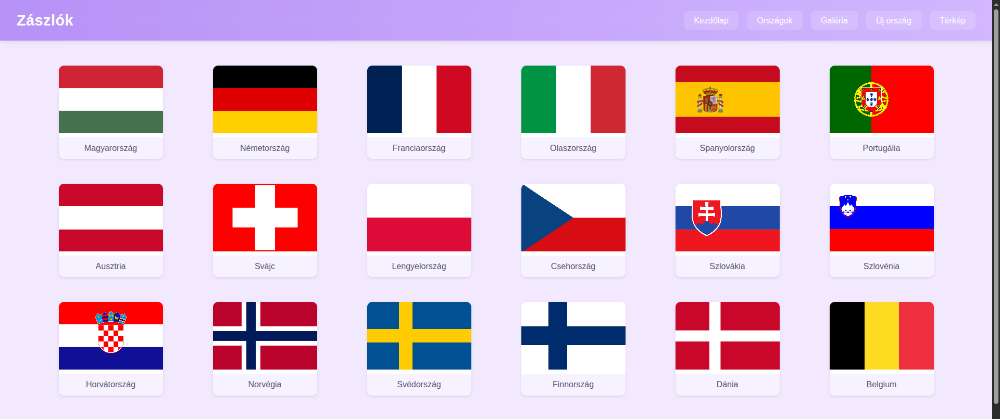 Zászlók
Kezdőlap Országok Galéria Új ország Térkép
Magyarország Németország Franciaország Olaszország Spanyolország Portugália
Ausztria Svájc Lengyelország Csehország Szlovákia Szlovénia
Horvátország Norvégia Svédország Finnország Dánia Belgium